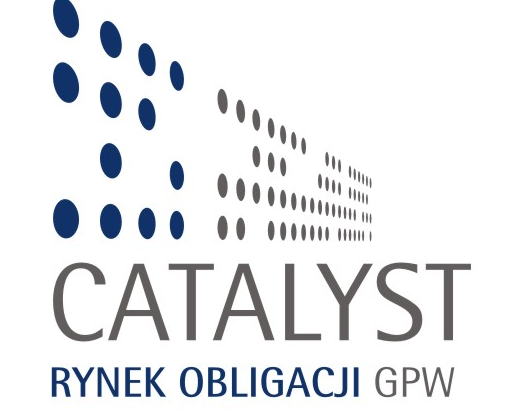 CATALYST
RYNEK OBLIGACJI GPW